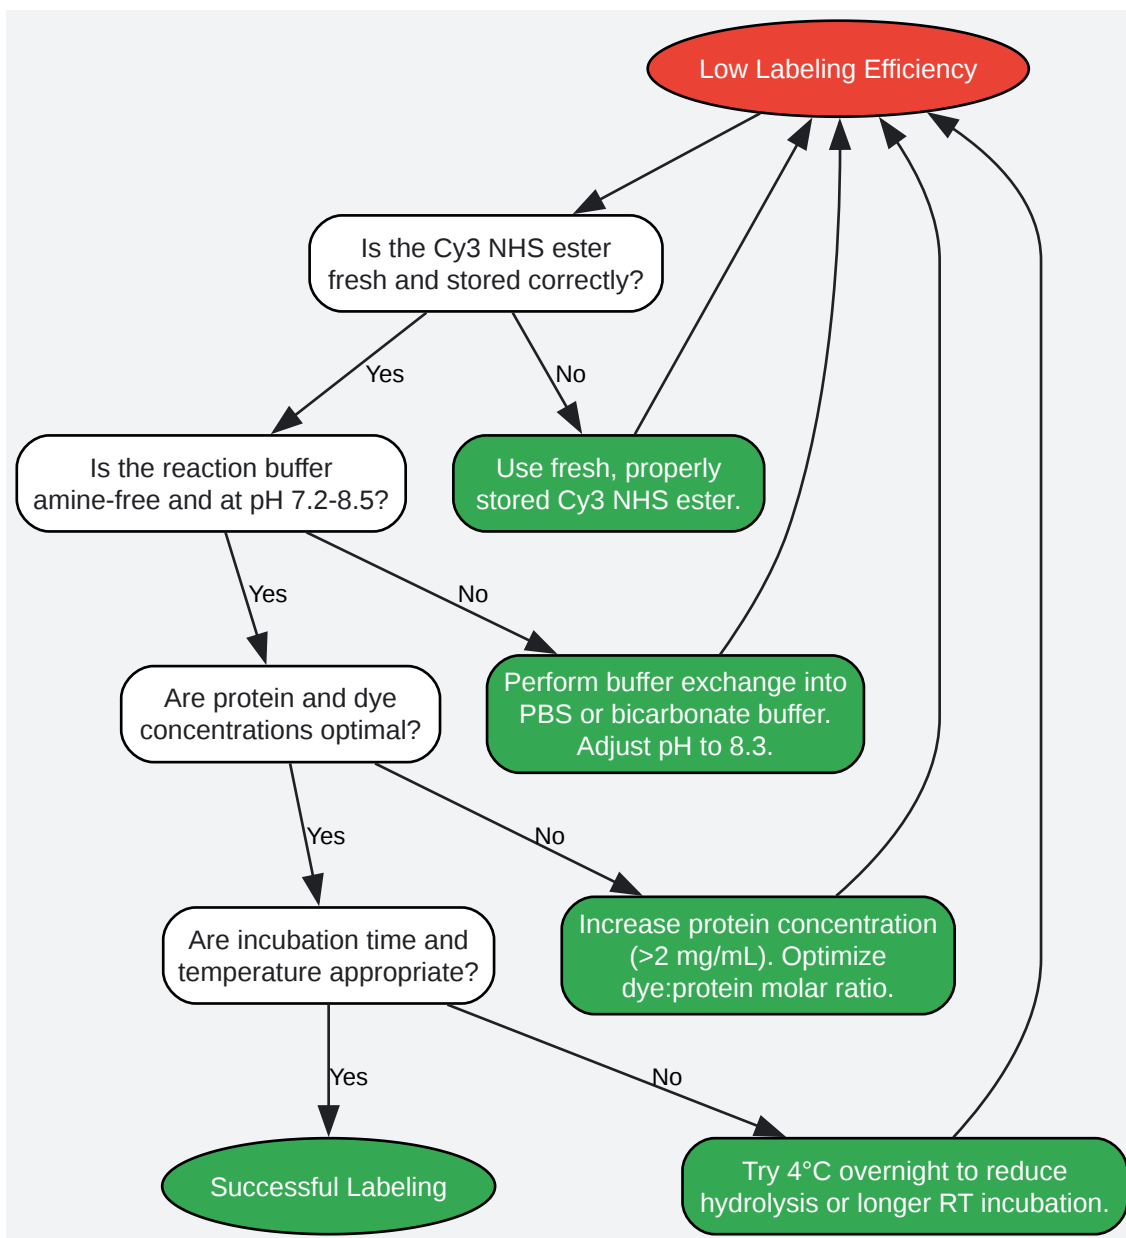 Low Labeling Efficiency
Is the Cy3 NHS ester
fresh and stored correctly?
Yes
No
Is the reaction buffer
amine-free and at pH 7.2-8.5?
Use fresh, properly
stored Cy3 NHS ester.
Yes
No
Are protein and dye
concentrations optimal?
Perform buffer exchange into
PBS or bicarbonate buffer.
Adjust pH to 8.3.
Yes
No
Are incubation time and
temperature appropriate?
Increase protein concentration
(>2 mg/mL). Optimize
dye:protein molar ratio.
Yes
No
Successful Labeling
Try 4°C overnight to reduce
hydrolysis or longer RT incubation.